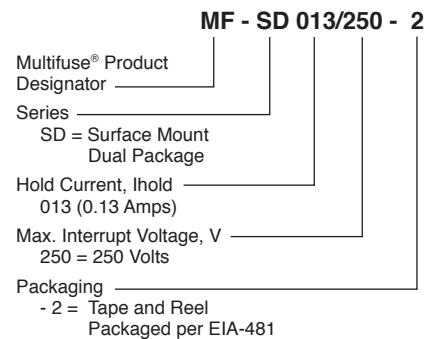 MF - SD 013/250 - 2
Multifuse® Product
Designator
Series
SD = Surface Mount
Dual Package
Hold Current, Ihold
013 (0.13 Amps)
Max. Interrupt Voltage, V
250 = 250 Volts
Packaging
- 2 = Tape and Reel
Packaged per EIA-481